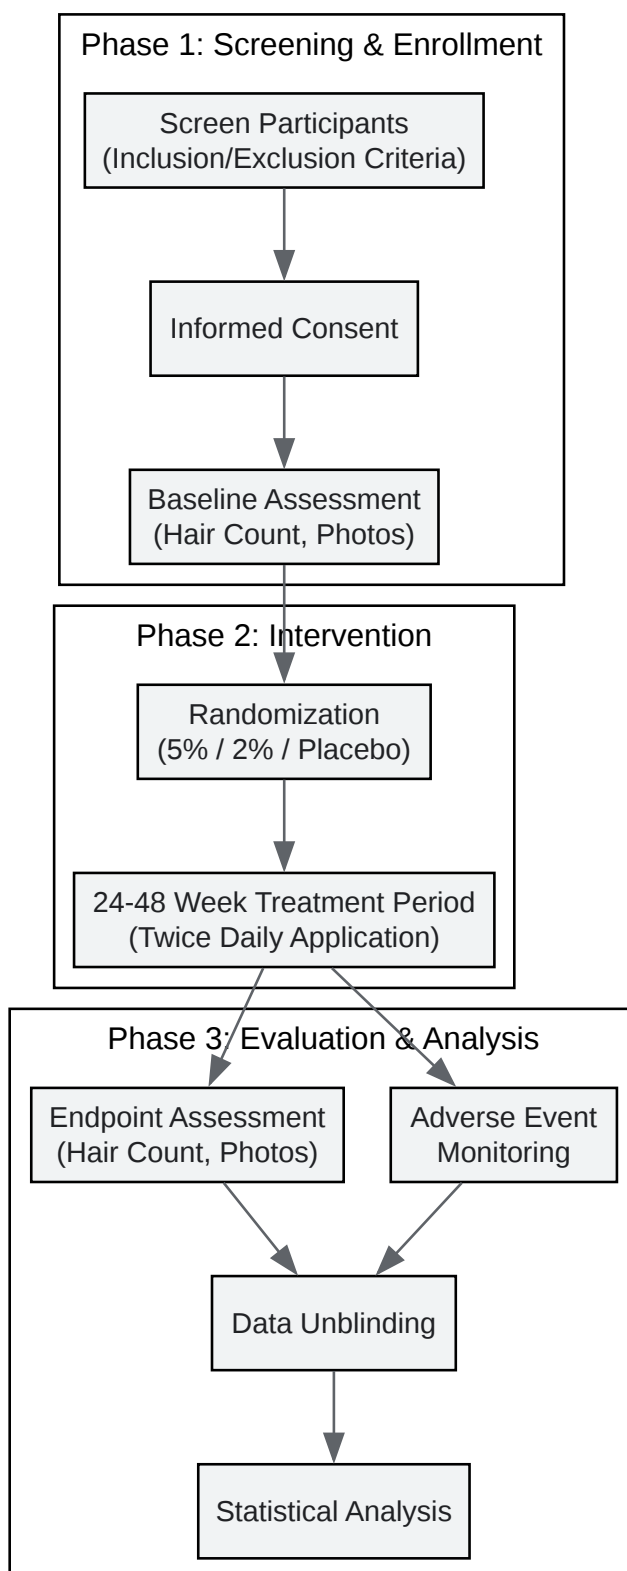 Phase 1: Screening & Enrollment
Screen Participants
(Inclusion/Exclusion Criteria)
Informed Consent
Baseline Assessment
(Hair Count, Photos)
Phase 2: Intervention
Randomization
(5% / 2% / Placebo)
24-48 Week Treatment Period
(Twice Daily Application)
Phase 3: Evaluation & Analysis
Endpoint Assessment
(Hair Count, Photos)
Adverse Event
Monitoring
Data Unblinding
Statistical Analysis